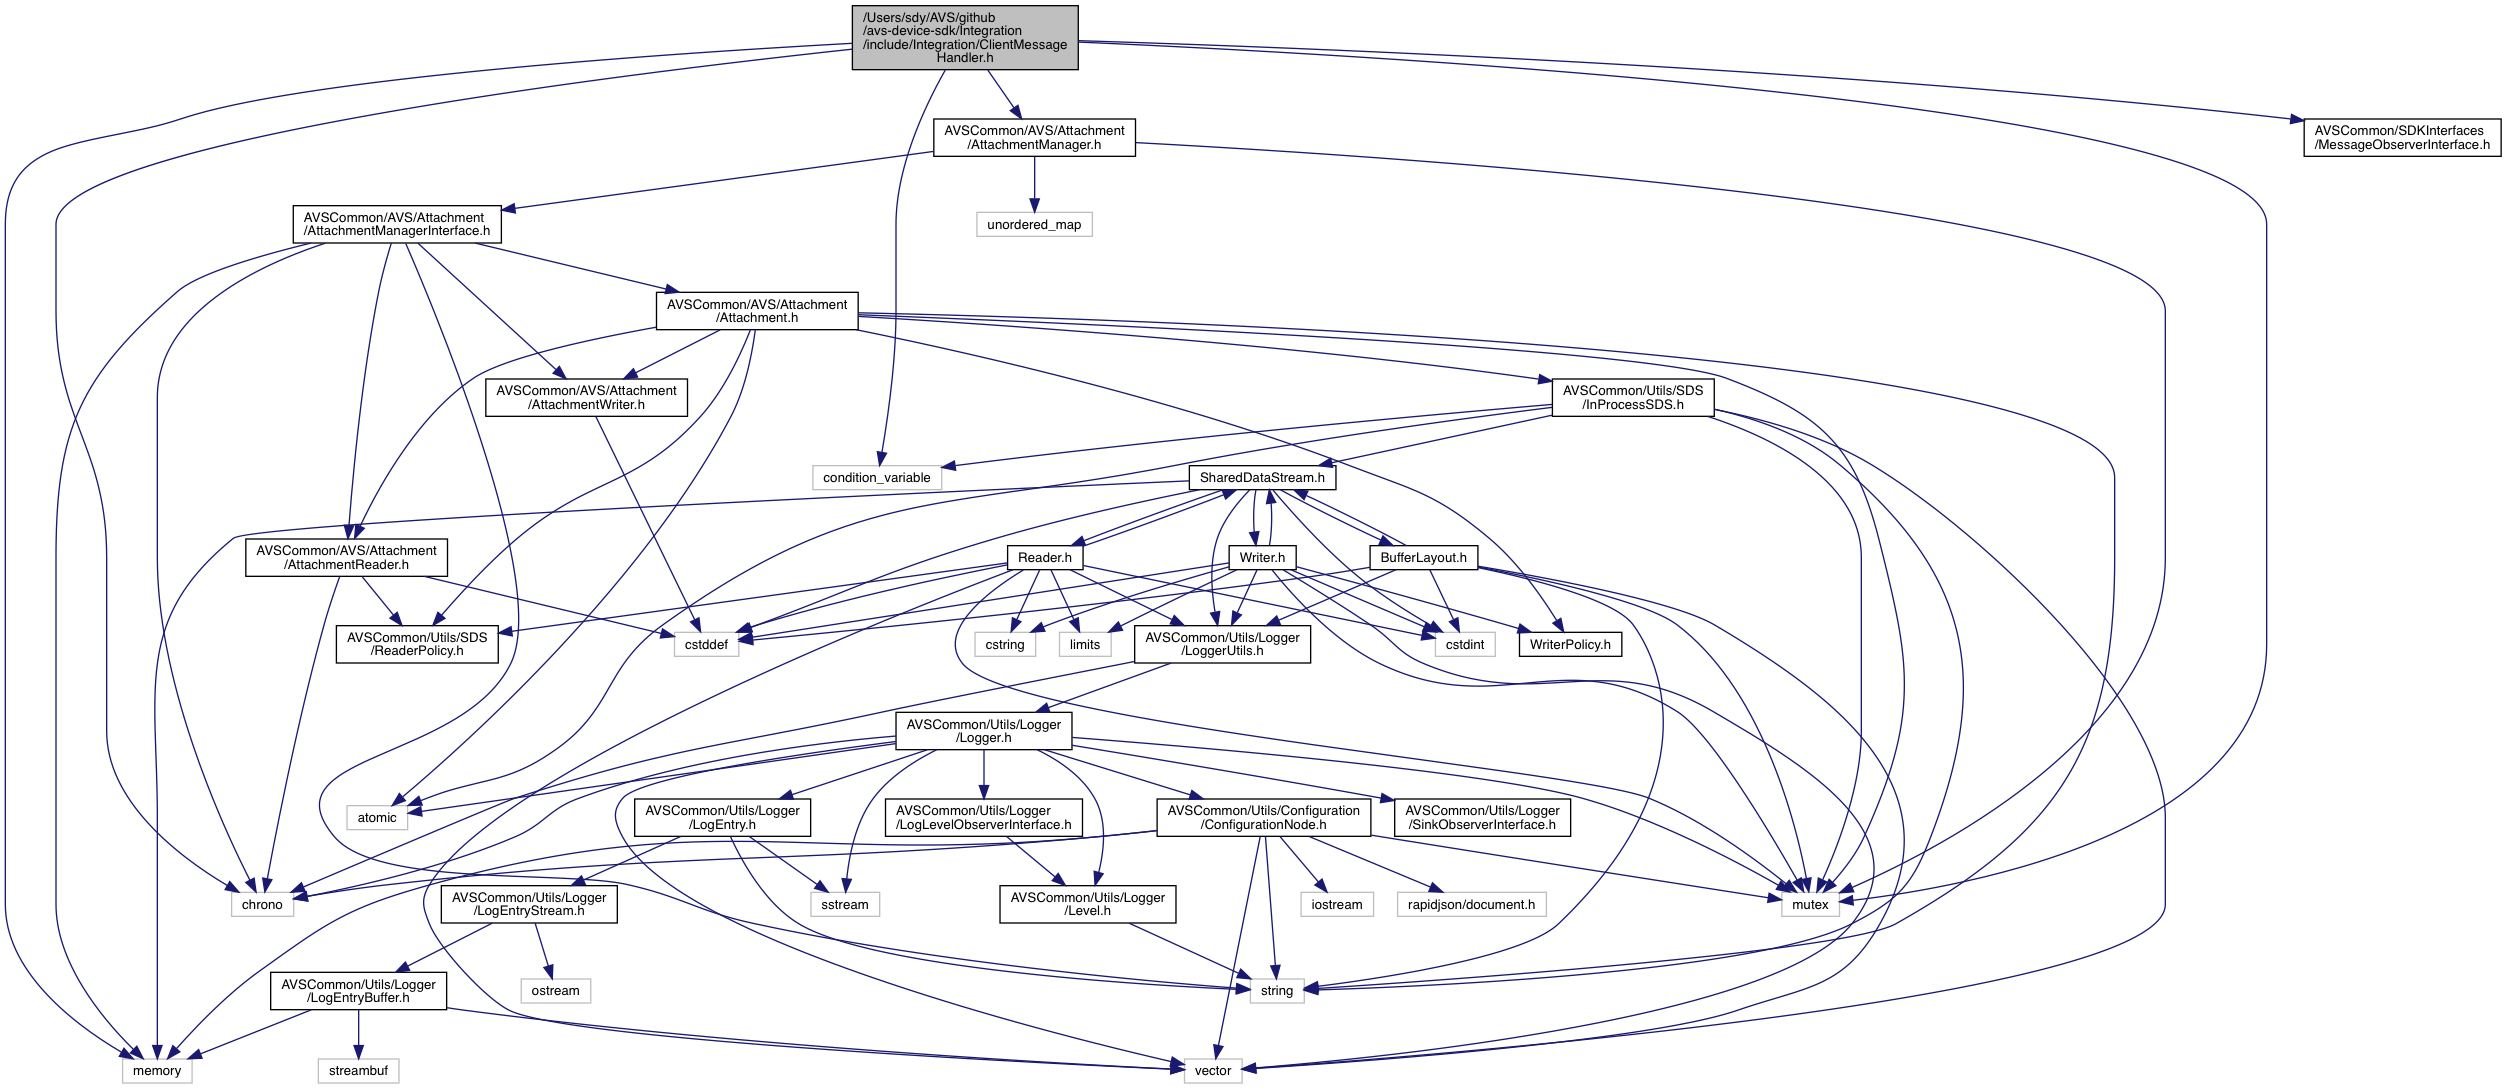 /Users/sdy/AVS/github
/avs-device-sdk/Integration
/include/Integration/ClientMessage
Handler.h
AVSCommon/AVS/Attachment
/AttachmentManager.h
AVSCommon/SDKInterfaces
/MessageObserverInterface.h
AVSCommon/AVS/Attachment
/AttachmentManagerInterface.h
unordered_map
AVSCommon/AVS/Attachment
/Attachment.h
AVSCommon/AVS/Attachment
/AttachmentWriter.h
AVSCommon/Utils/SDS
/InProcessSDS.h
condition_variable
SharedDataStream.h
AVSCommon/AVS/Attachment
/AttachmentReader.h
Reader.h
Writer.h
BufferLayout.h
AVSCommon/Utils/SDS
/ReaderPolicy.h
cstddef
cstring
limits
AVSCommon/Utils/Logger
/LoggerUtils.h
cstdint
WriterPolicy.h
AVSCommon/Utils/Logger
/Logger.h
atomic
AVSCommon/Utils/Logger
/LogEntry.h
AVSCommon/Utils/Logger
/LogLevelObserverInterface.h
AVSCommon/Utils/Configuration
/ConfigurationNode.h
AVSCommon/Utils/Logger
/SinkObserverInterface.h
chrono
AVSCommon/Utils/Logger
/LogEntryStream.h
sstream
AVSCommon/Utils/Logger
/Level.h
iostream
rapidjson/document.h
mutex
AVSCommon/Utils/Logger
/LogEntryBuffer.h
ostream
string
memory
streambuf
vector